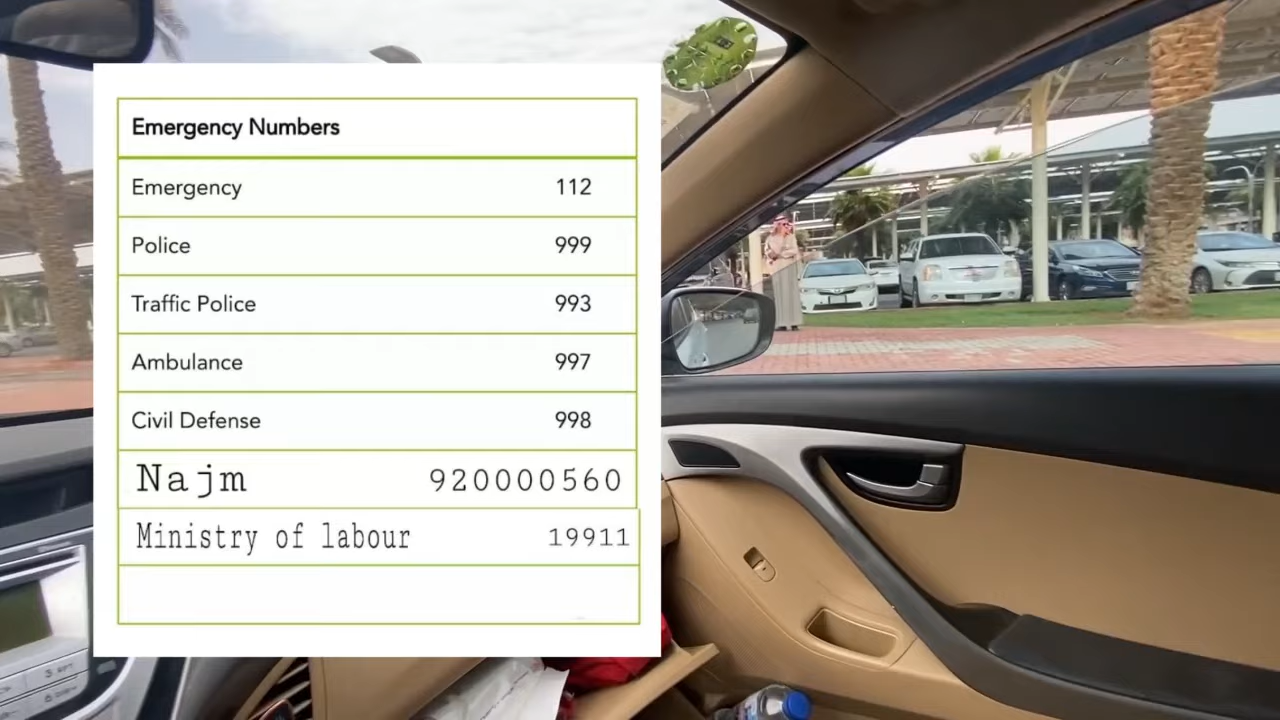 Emergency Numbers
Emergency 112
Police 999
Traffic Police 993
Ambulance 997
Civil Defense 998
Najm 920000560
Ministry of labour 19911